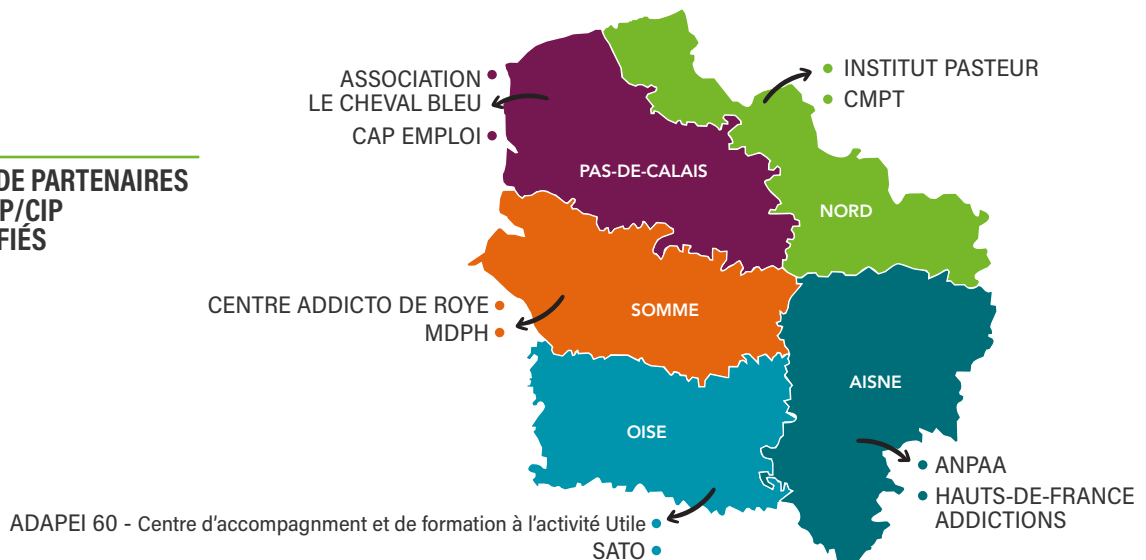 DE PARTENAIRES
P/CIP
FIÉS
ASSOCIATION
LE CHEVAL BLEU
CAP EMPLOI
INSTITUT PASTEUR
CMPT
PAS-DE-CALAIS
NORD
CENTRE ADDICTO DE ROYE
MDPH
SOMME
AISNE
OISE
ANPAA
HAUTS-DE-FRANCE
ADDICTIONS
ADAPEI 60 - Centre d'accompagnment et de formation à l'activité Utile
SATO